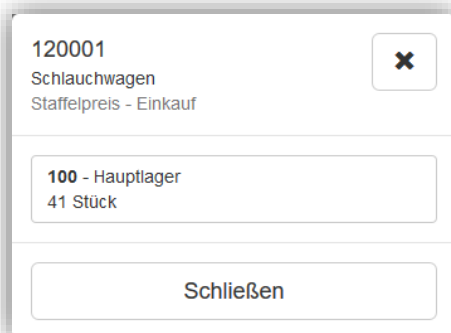 120001
Schlauchwagen
Staffelpreis - Einkauf
100 - Hauptlager
41 Stück
Schließen